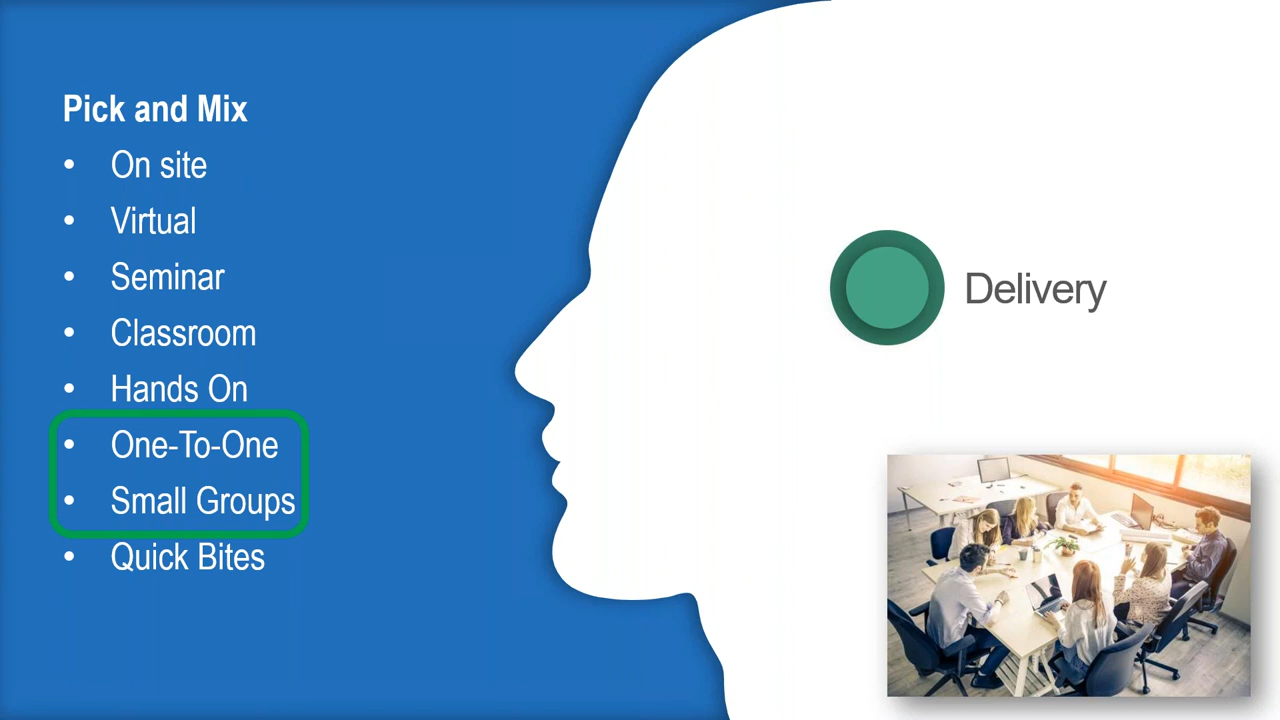 Pick and Mix
• On site
• Virtual
• Seminar
• Classroom
• Hands On
• One-To-One
• Small Groups
• Quick Bites
Delivery